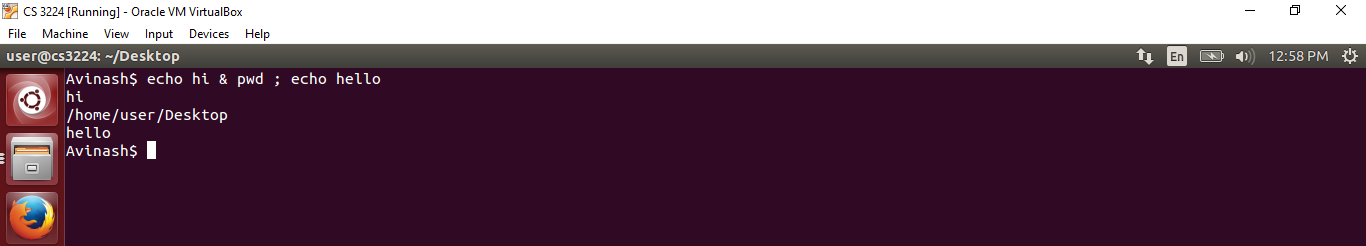 CS 3224 [Running] - Oracle VM VirtualBox
File Machine View Input Devices Help
user@cs3224: ~/Desktop En 12:58 PM
Avinash$ echo hi & pwd ; echo hello
hi
/home/user/Desktop
hello
Avinash$